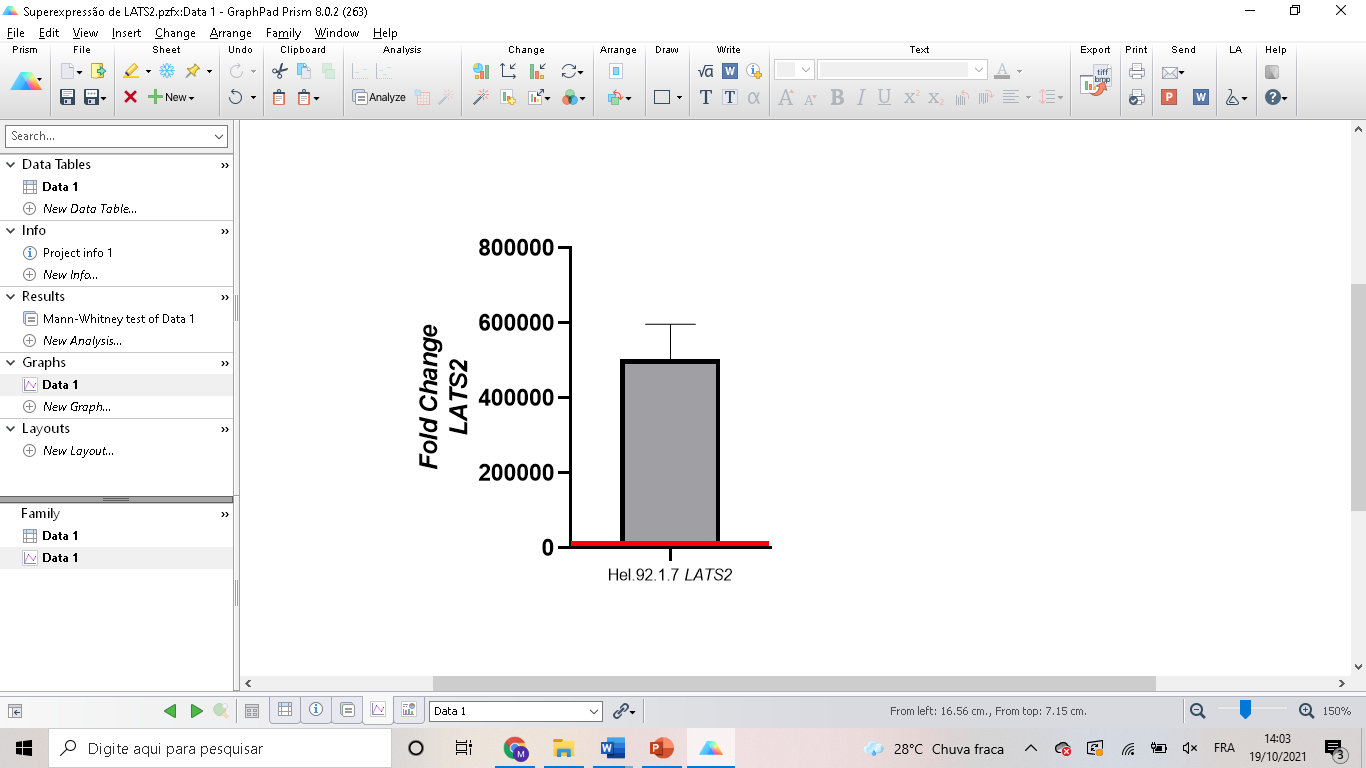 Superexpressão de LATS2.pzfx:Data 1 - GraphPad Prism 8.0.2 (263)
File Edit View Insert Change Arrange Family Window Help
Prism File Sheet Undo Clipboard Analysis Change Arrange Draw Write Text Export Print Send LA Help
New
Analyze
tiff
bmp
Search...
Data Tables
Data 1
New Data Table...
Info
Project info 1
New Info...
Results
Mann-Whitney test of Data 1
New Analysis...
Graphs
Data 1
New Graph...
Layouts
New Layout...
Family
Data 1
Data 1
Fold Change
LATS2
800000
600000
400000
200000
0
Hel.92.1.7 LATS2
Data 1
From left: 16.56 cm., From top: 7.15 cm.
150%
Digite aqui para pesquisar
28°C Chuva fraca
FRA
14:03
19/10/2021
3